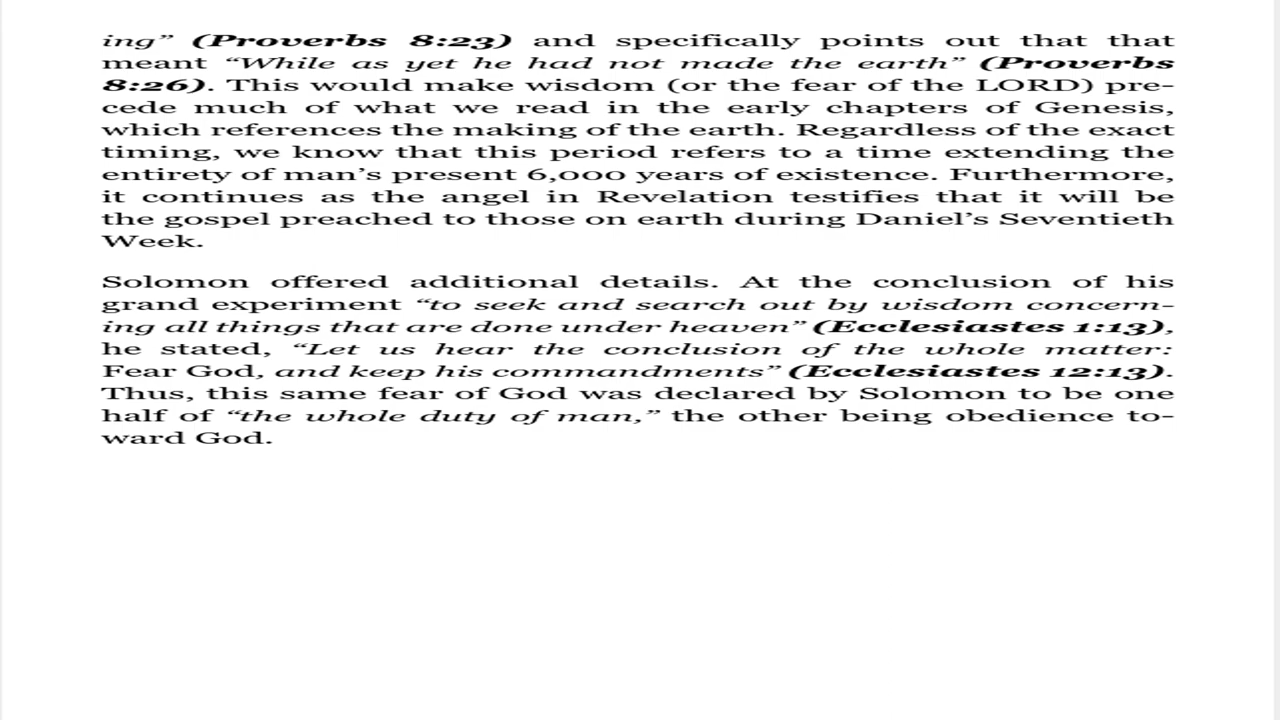 ing” (Proverbs 8:23) and specifically points out that that
meant “While as yet he had not made the earth” (Proverbs
8:26). This would make wisdom (or the fear of the LORD) pre-
cede much of what we read in the early chapters of Genesis,
which references the making of the earth. Regardless of the exact
timing, we know that this period refers to a time extending the
entirety of man’s present 6,000 years of existence. Furthermore,
it continues as the angel in Revelation testifies that it will be
the gospel preached to those on earth during Daniel’s Seventieth
Week.
Solomon offered additional details. At the conclusion of his
grand experiment “to seek and search out by wisdom concern-
ing all things that are done under heaven” (Ecclesiastes 1:13),
he stated, “Let us hear the conclusion of the whole matter:
Fear God, and keep his commandments” (Ecclesiastes 12:13).
Thus, this same fear of God was declared by Solomon to be one
half of “the whole duty of man,” the other being obedience to-
ward God.